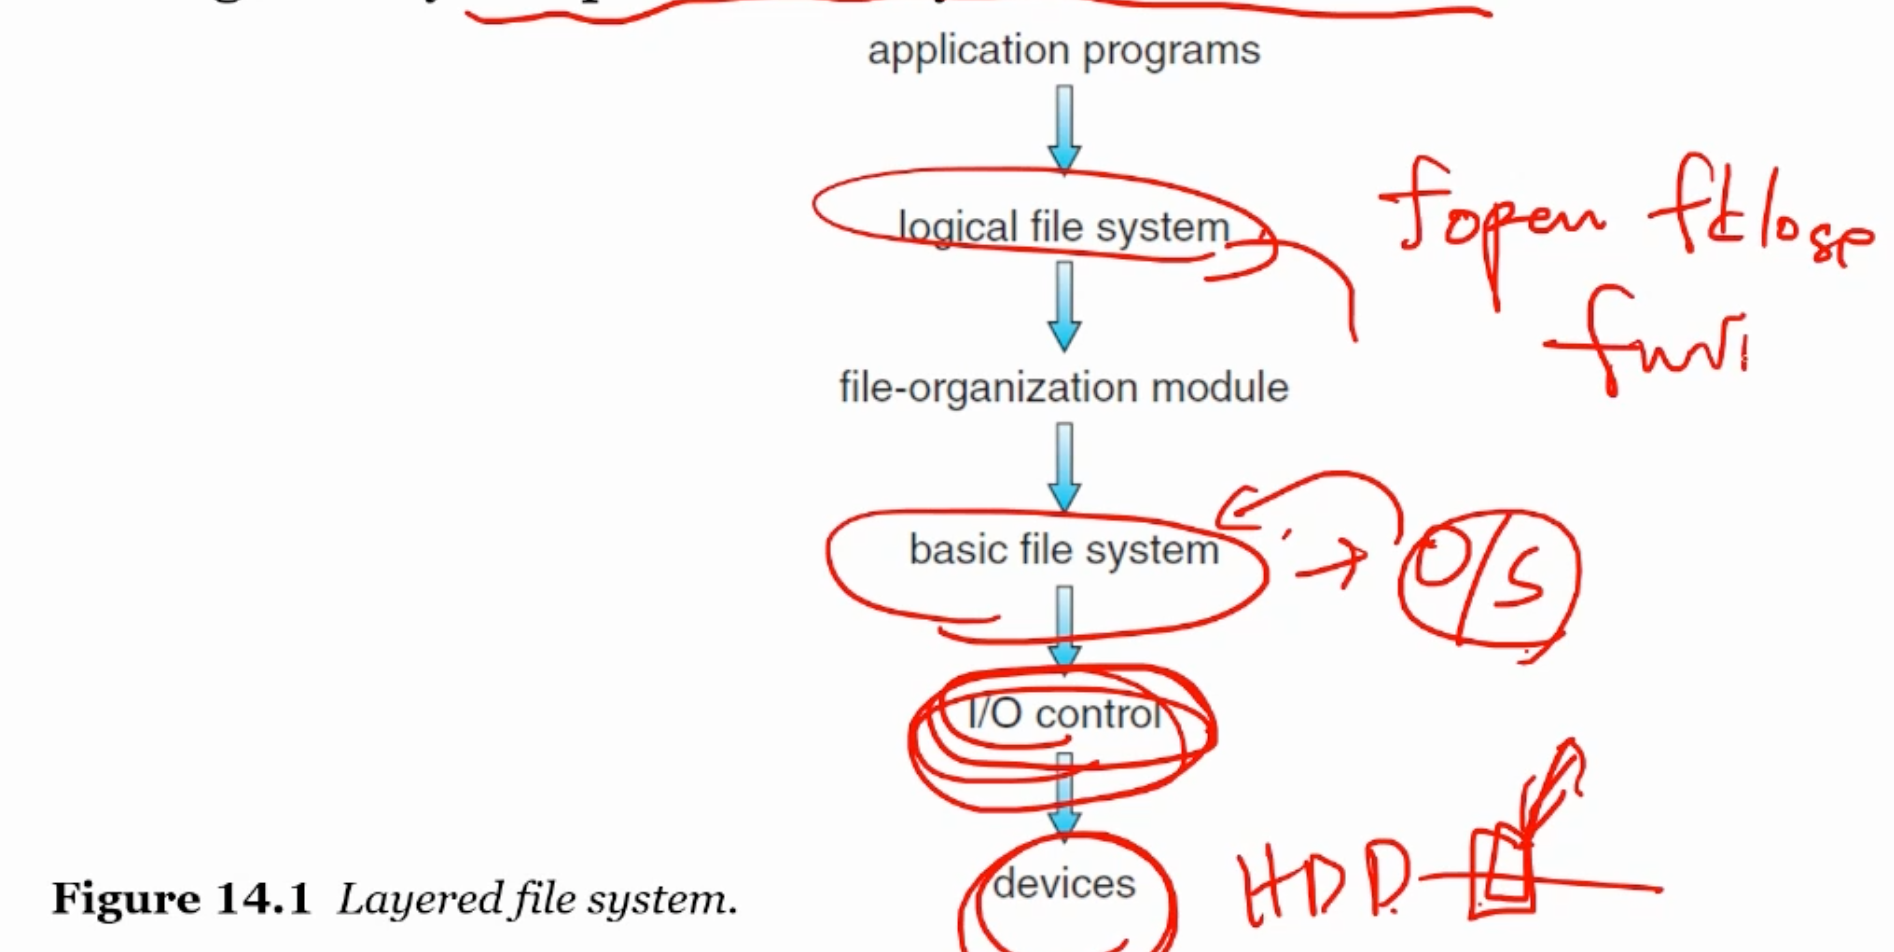 application programs
logical file system
fopen fclose
fwri
file-organization module
basic file system
O/S
I/O control
devices
HDD
Figure 14.1 Layered file system.